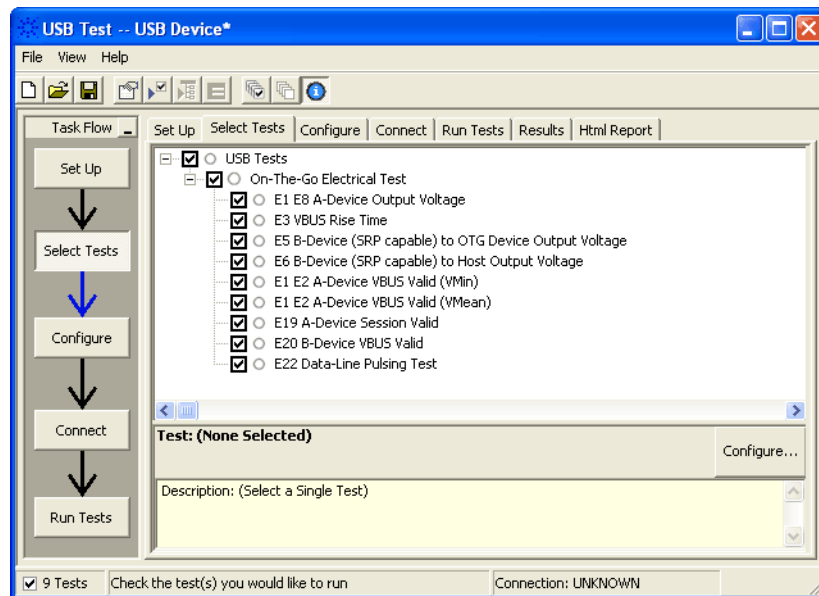 USB Test -- USB Device*
File View Help
Task Flow
Set Up Select Tests Configure Connect Run Tests Results Html Report
Set Up
Select Tests
Configure
Connect
Run Tests
USB Tests
On-The-Go Electrical Test
E1 E8 A-Device Output Voltage
E3 VBUS Rise Time
E5 B-Device (SRP capable) to OTG Device Output Voltage
E6 B-Device (SRP capable) to Host Output Voltage
E1 E2 A-Device VBUS Valid (VMin)
E1 E2 A-Device VBUS Valid (VMean)
E19 A-Device Session Valid
E20 B-Device VBUS Valid
E22 Data-Line Pulsing Test
Test: (None Selected)
Configure...
Description: (Select a Single Test)
9 Tests Check the test(s) you would like to run Connection: UNKNOWN